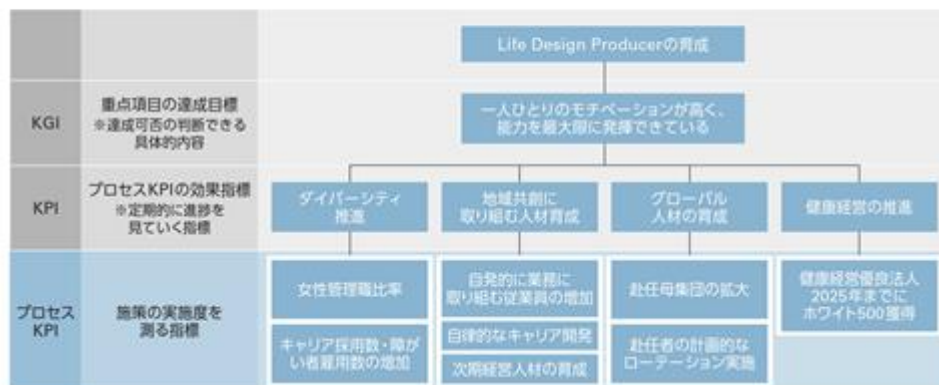 Life Design Producerの育成
KGI
重点項目の達成目標
※達成可否の判断できる
具体的内容
一人ひとりのモチベーションが高く、
能力を最大限に発揮できている
KPI
プロセスKPIの効果指標
※定期的に進捗を
見ていく指標
ダイバーシティ
推進
地域共創に
取り組む人材育成
グローバル
人材の育成
健康経営の推進
プロセス
KPI
施策の実施度を
測る指標
女性管理職比率
キャリア採用数・障が
い者雇用数の増加
自発的に業務に
取り組む従業員の増加
自律的なキャリア開発
次期経営人材の育成
赴任母集団の拡大
赴任者の計画的な
ローテーション実施
健康経営優良法人
2025年までに
ホワイト500獲得